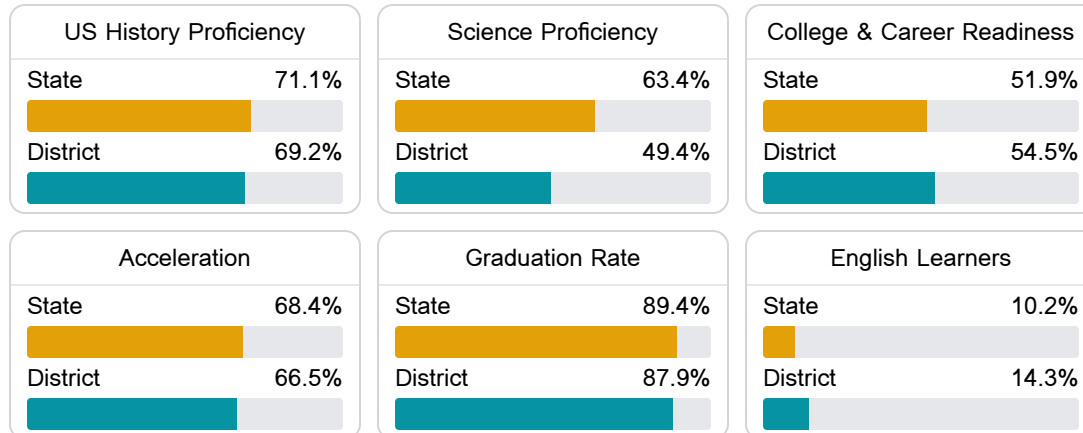 US History Proficiency
State 71.1%
District 69.2%
Science Proficiency
State 63.4%
District 49.4%
College & Career Readiness
State 51.9%
District 54.5%
Acceleration
State 68.4%
District 66.5%
Graduation Rate
State 89.4%
District 87.9%
English Learners
State 10.2%
District 14.3%